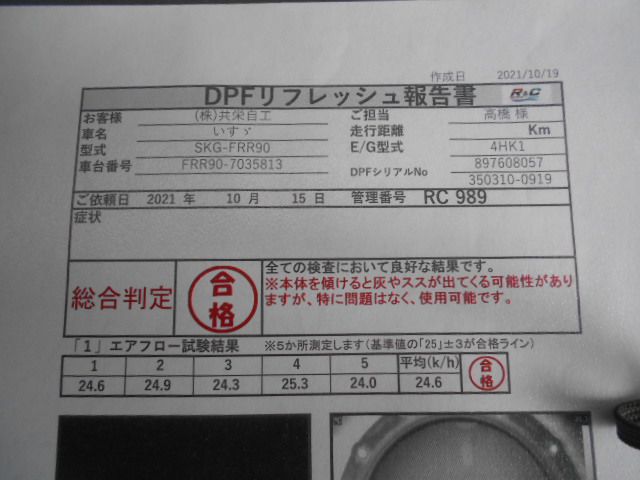 作成日 2021/10/19
DPFリフレッシュ報告書 R&C
お客様 (株)共栄自工 ご担当 高橋 様
車名 いすゞ 走行距離 Km
型式 SKG-FRR90 E/G型式 4HK1
車台番号 FRR90-7035813 DPFシリアルNo 897608057
350310-0919
ご依頼日 2021 年 10 月 15 日 管理番号 RC 989
症状
総合判定 合格 全ての検査において良好な結果です。
※本体を傾けると灰やススが出てくる可能性があり
ますが、特に問題はなく、使用可能です。
「1」エアフロー試験結果 ※5か所測定します(基準値の「25」±3が合格ライン)
1 2 3 4 5 平均(k/h) 合格
24.6 24.9 24.3 25.3 24.0 24.6